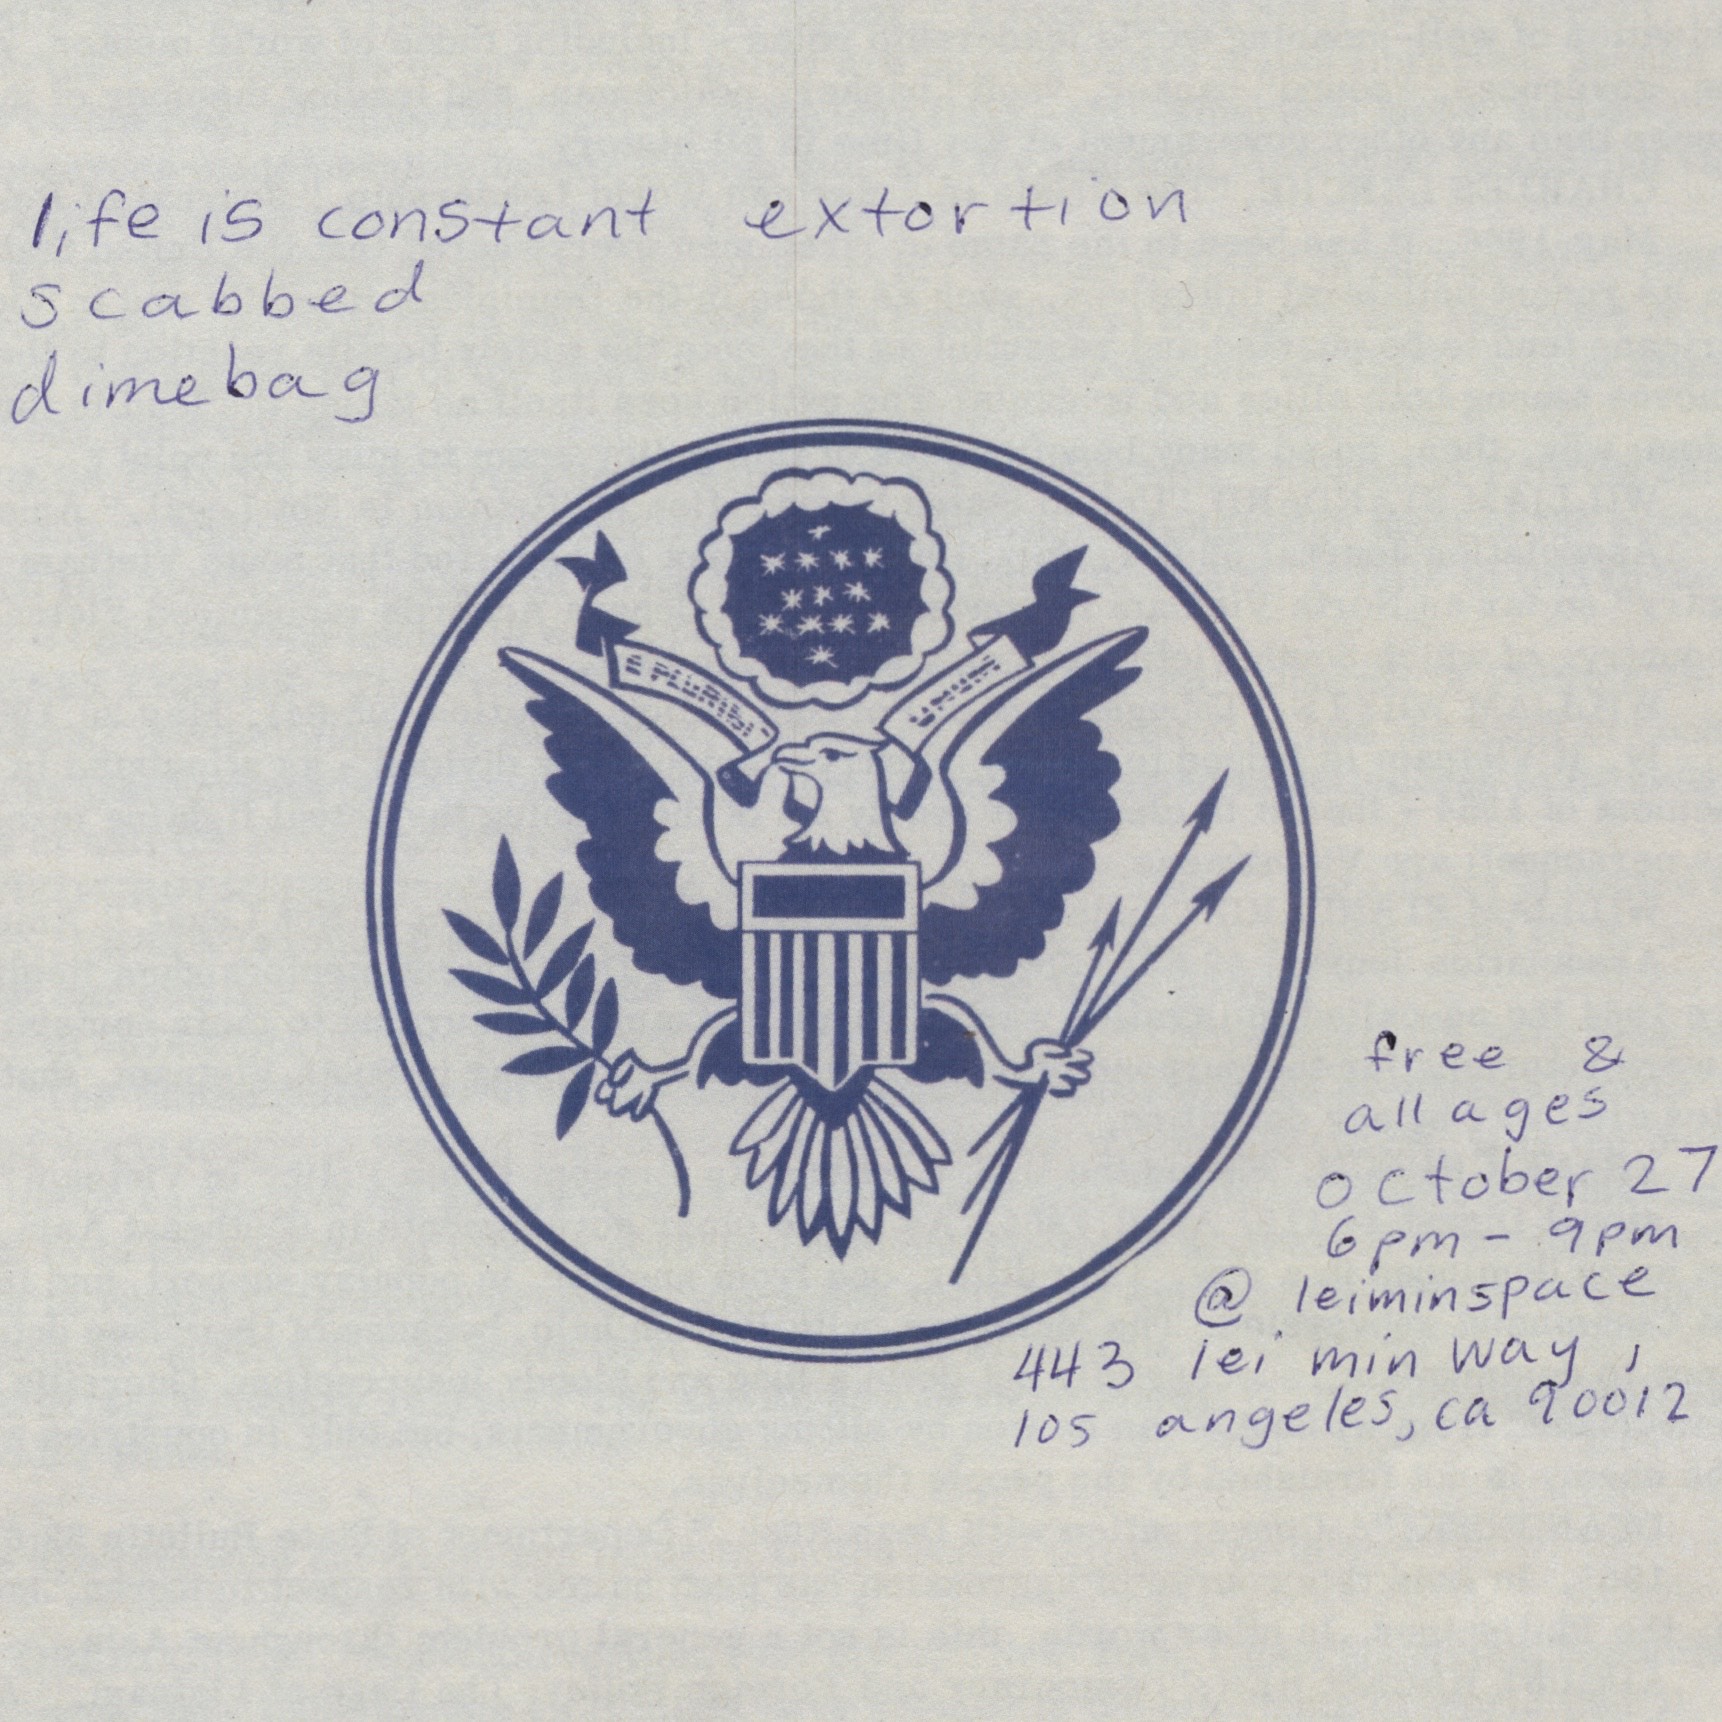 life is constant extortion
scabbed
dimebag
E PLURIBUS
UNUM
free &
all ages
october 27
6pm - 9pm
@ leiminspace
443 lei min way,
los angeles, ca 90012